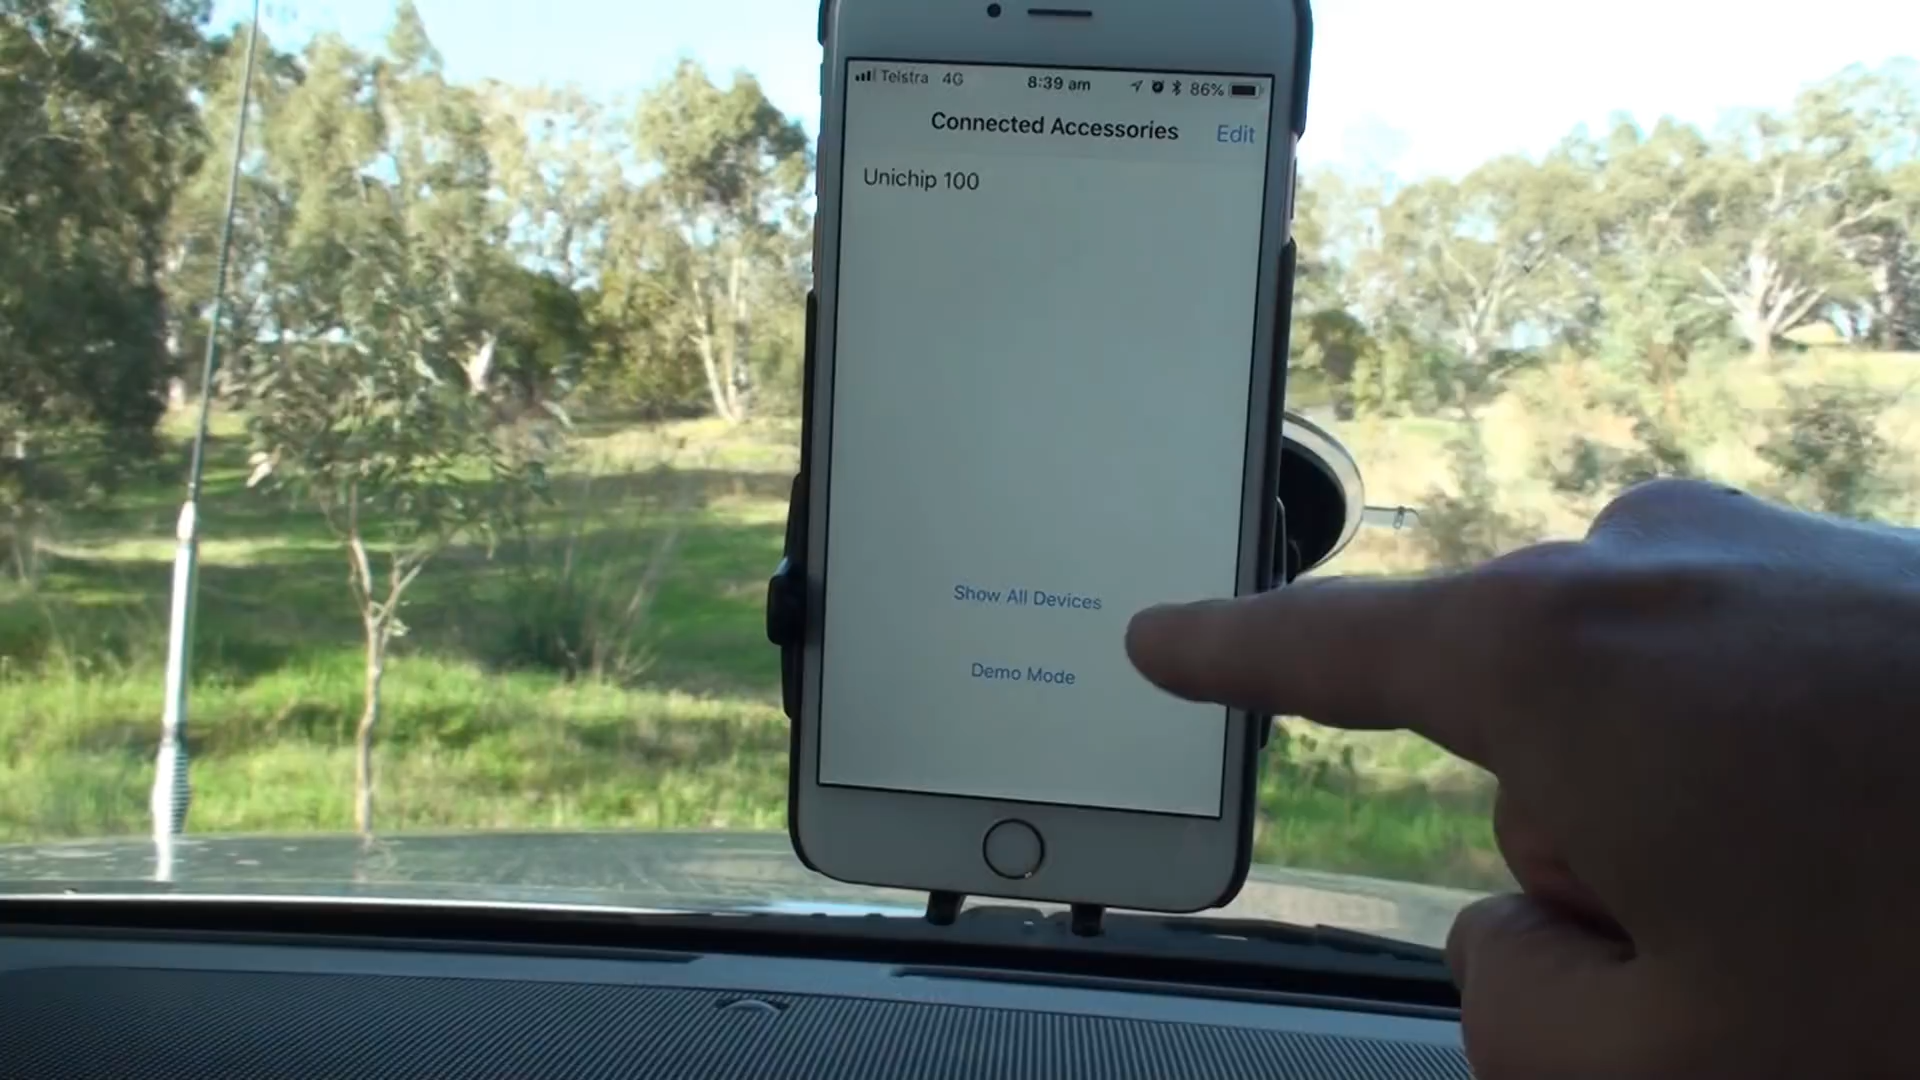 Telstra 4G 8:39 am 86%
Connected Accessories Edit
Unichip 100
Show All Devices
Demo Mode